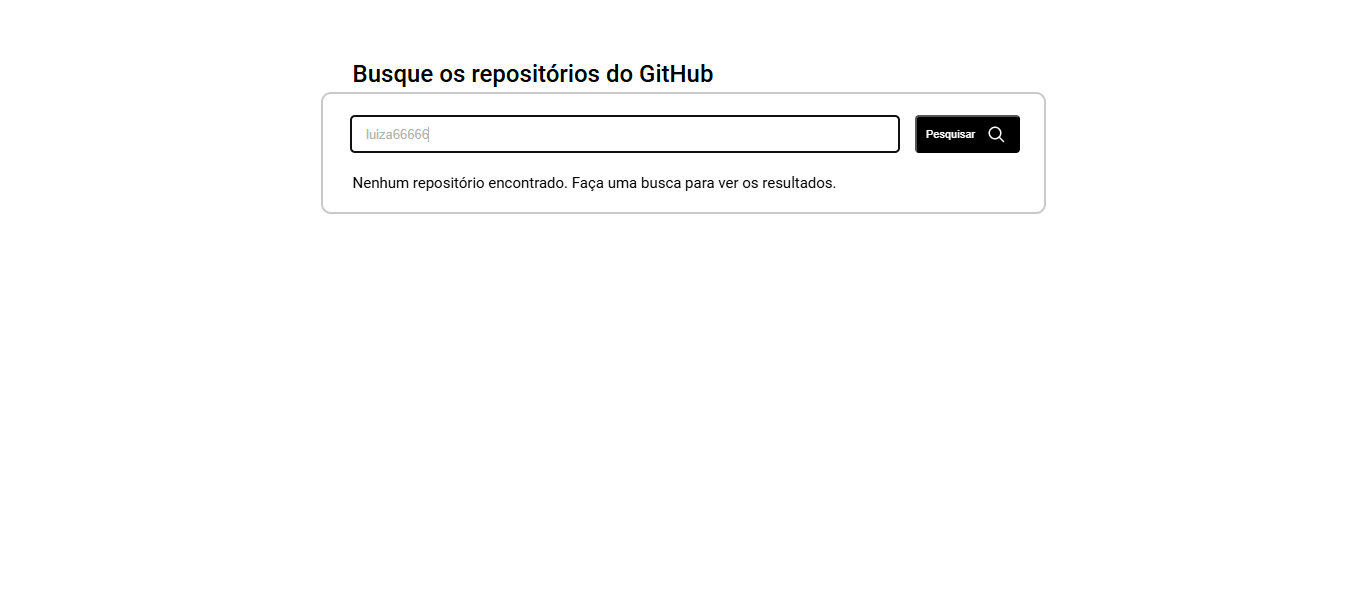 Busque os repositórios do GitHub
luiza66666
Pesquisar
Nenhum repositório encontrado. Faça uma busca para ver os resultados.